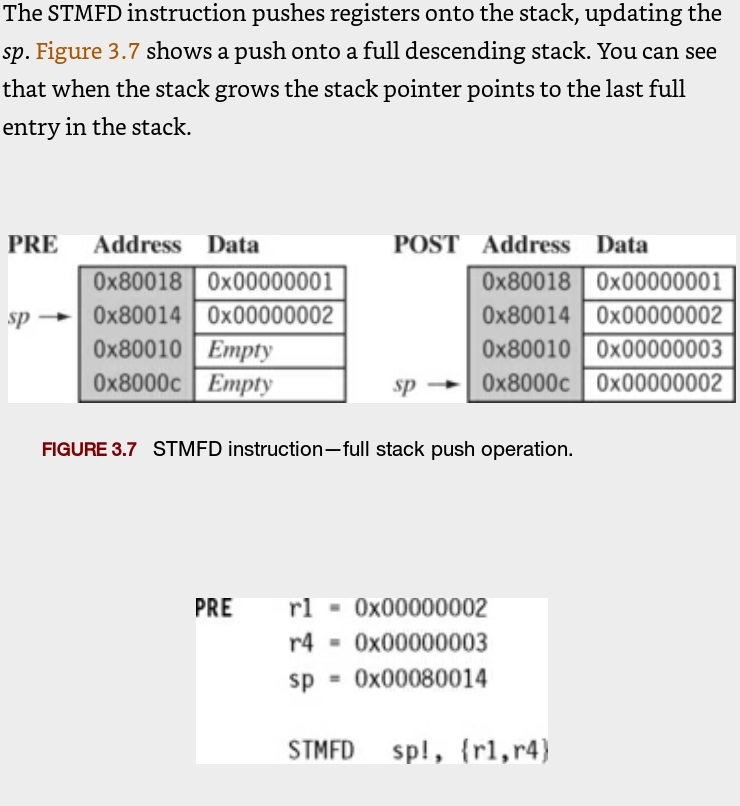 The STMFD instruction pushes registers onto the stack, updating the
sp. Figure 3.7 shows a push onto a full descending stack. You can see
that when the stack grows the stack pointer points to the last full
entry in the stack.
PRE Address Data POST Address Data
0x80018 0x00000001 0x80018 0x00000001
sp → 0x80014 0x00000002 0x80014 0x00000002
0x80010 Empty 0x80010 0x00000003
0x8000c Empty sp → 0x8000c 0x00000002
FIGURE 3.7 STMFD instruction—full stack push operation.
PRE r1 = 0x00000002
r4 = 0x00000003
sp = 0x00080014
STMFD sp!, {r1,r4}